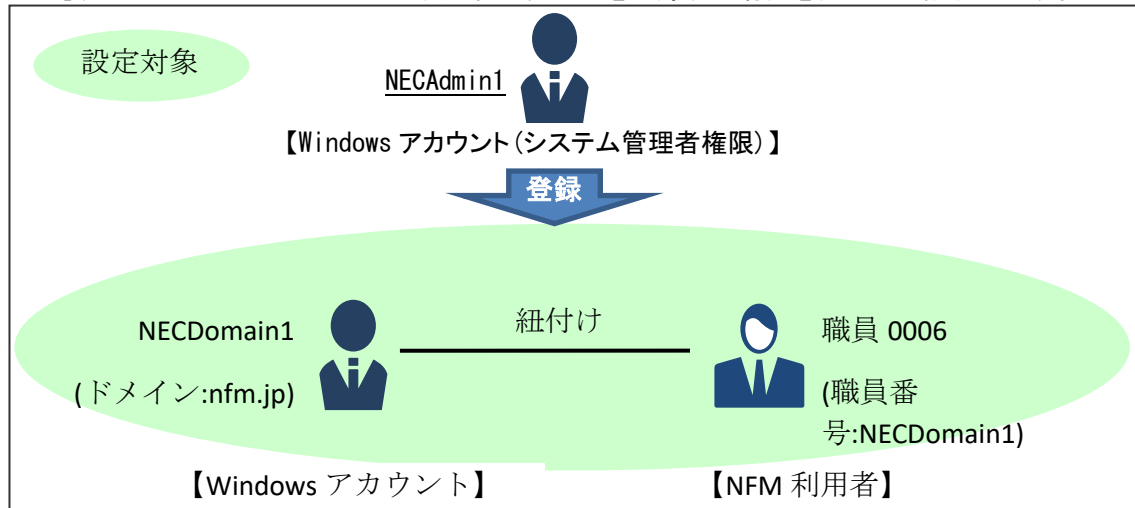 設定対象
NECAdmin1
【Windows アカウント(システム管理者権限)】
登録
紐付け
NECDomain1
(ドメイン:nfm.jp)
職員 0006
(職員番
号:NECDomain1)
【Windows アカウント】
【NFM 利用者】